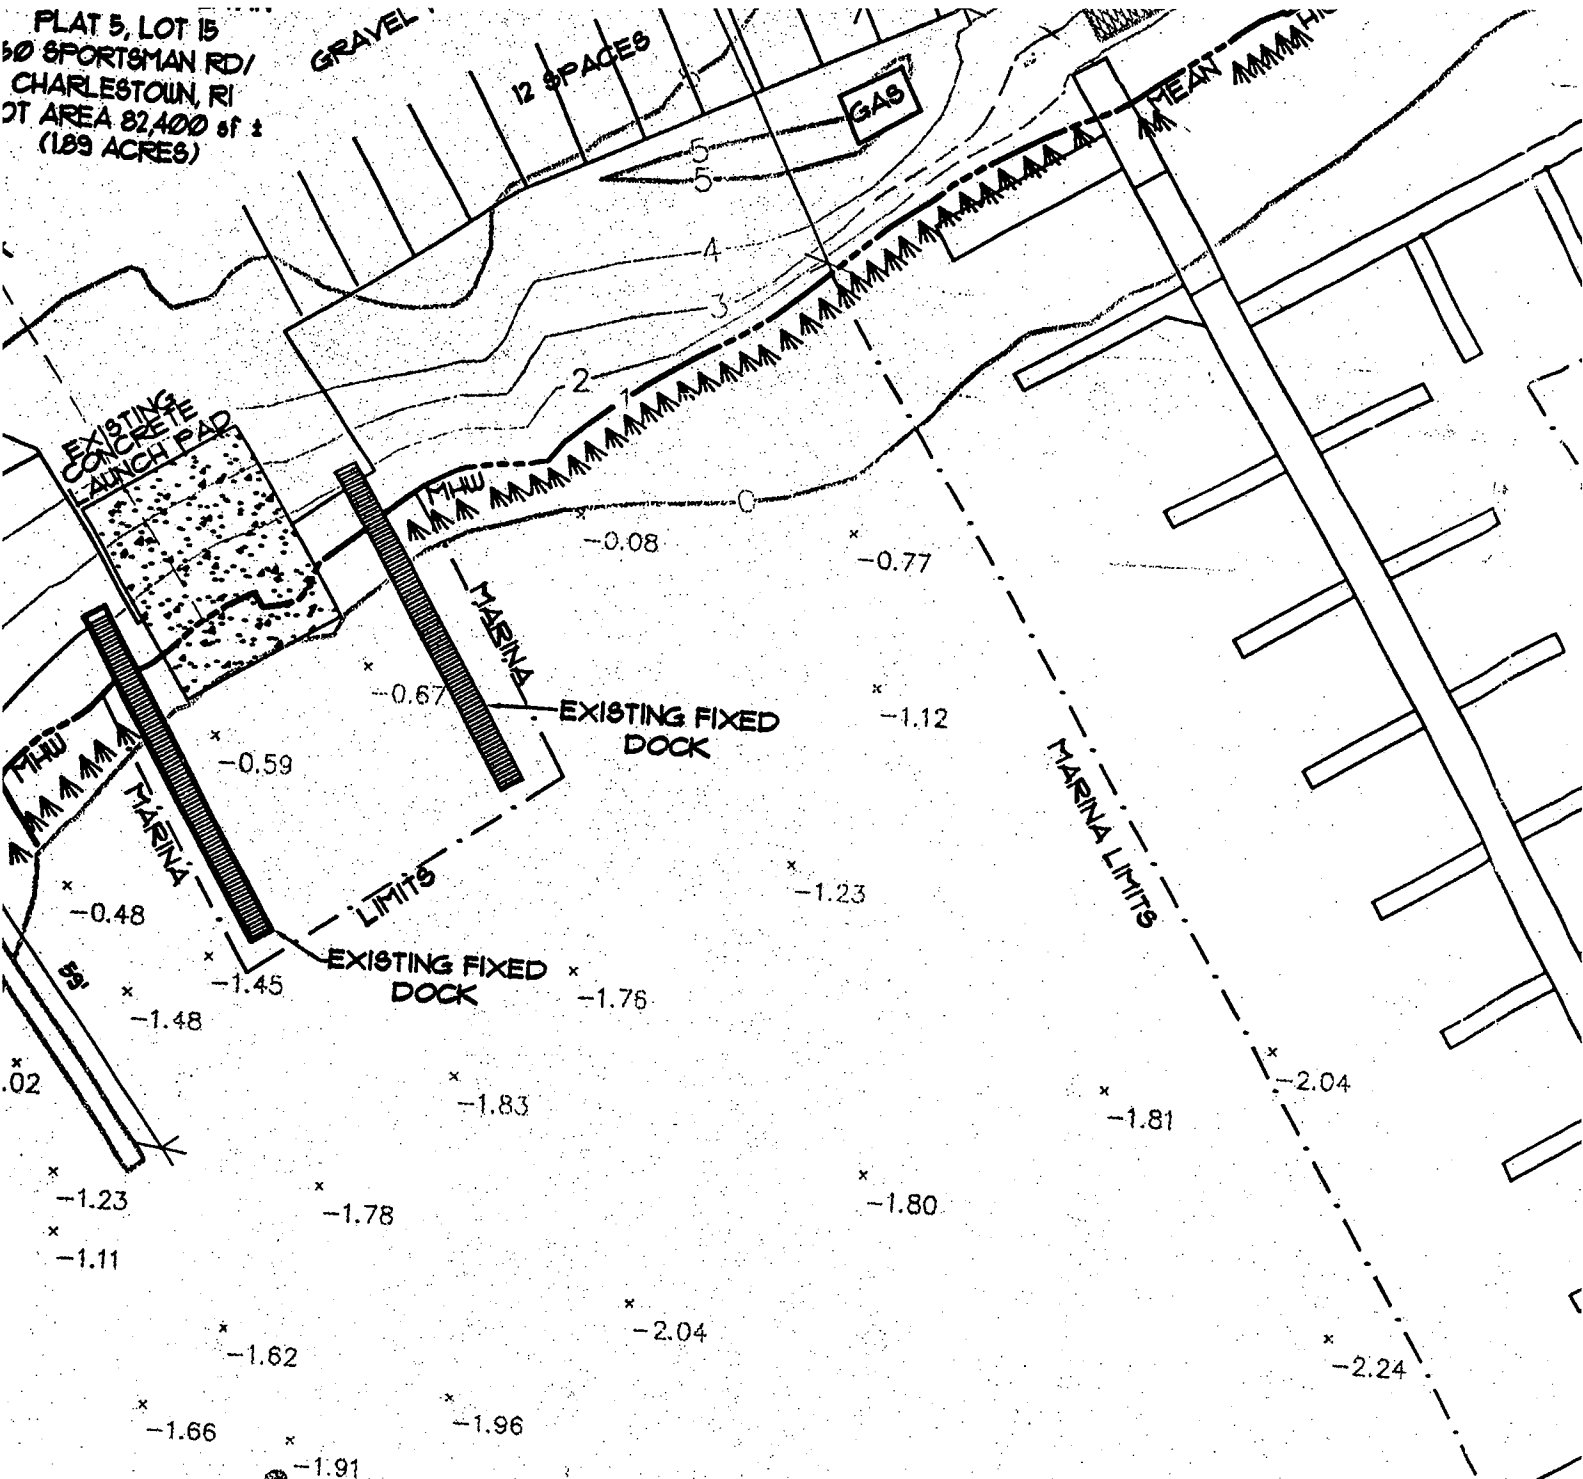 PLAT 5, LOT 15
50 SPORTSMAN RD/
CHARLESTOWN, RI
OT AREA 82,400 sf ±
(1.89 ACRES)
GRAVEL
12 SPACES
GAS
MEAN
5
5
5
4
3
2
1
0
EXISTING
CONCRETE
LAUNCH PAD
MHW
-0.08
-0.77
MARINA
-0.67
-1.12
EXISTING FIXED
DOCK
MHW
-0.59
MARINA
MARINA LIMITS
LIMITS
-1.23
-0.48
EXISTING FIXED
DOCK
59'
-1.45
-1.76
-1.48
.02
-1.83
-2.04
-1.81
-1.23
-1.78
-1.80
-1.11
-2.04
-1.62
-2.24
-1.66
-1.96
-1.91